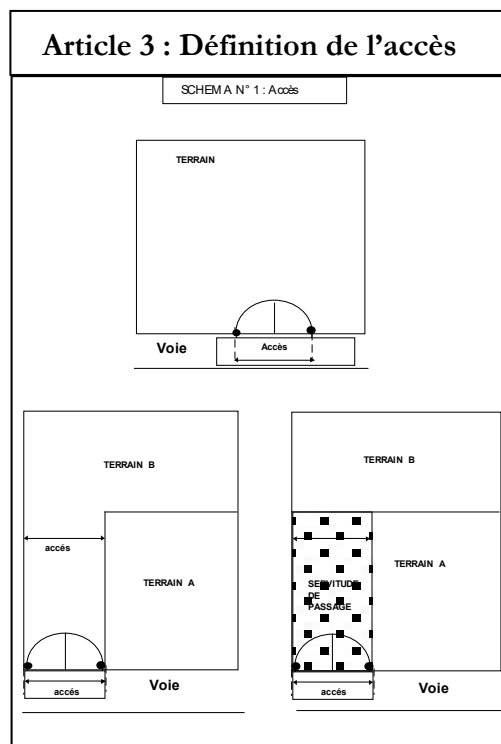 Article 3 : Définition de l'accès
SCHEMA N° 1 : Accès
TERRAIN
Voie
Accès
TERRAIN B
accés
TERRAIN A
accés
Voie
TERRAIN B
TERRAIN A
SERVITUDE
DE
PASSAGE
accés
Voie